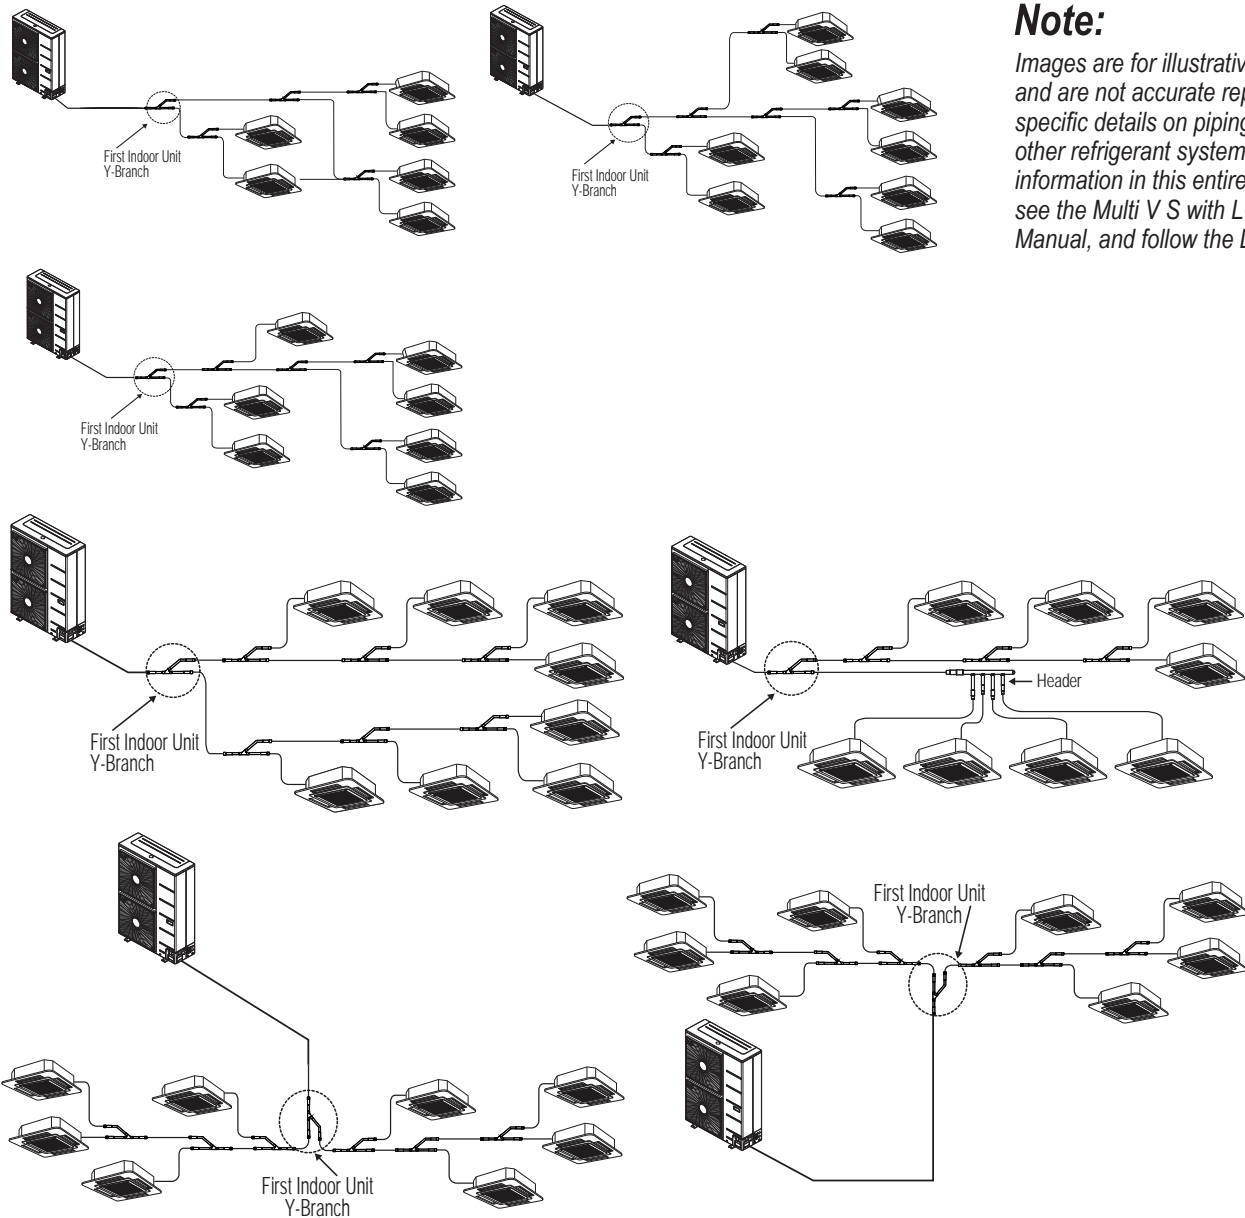 Note:
Images are for illustrative
and are not accurate rep
specific details on piping
other refrigerant system
information in this entire
see the Multi V S with L
Manual, and follow the L
First Indoor Unit
Y-Branch
First Indoor Unit
Y-Branch
First Indoor Unit
Y-Branch
First Indoor Unit
Y-Branch
Header
First Indoor Unit
Y-Branch
First Indoor Unit
Y-Branch
First Indoor Unit
Y-Branch